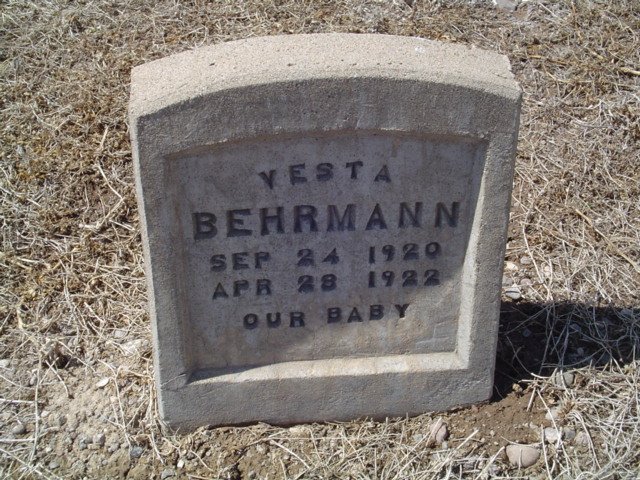 VESTA
BEHRMANN
SEP 24 1920
APR 28 1922
OUR BABY